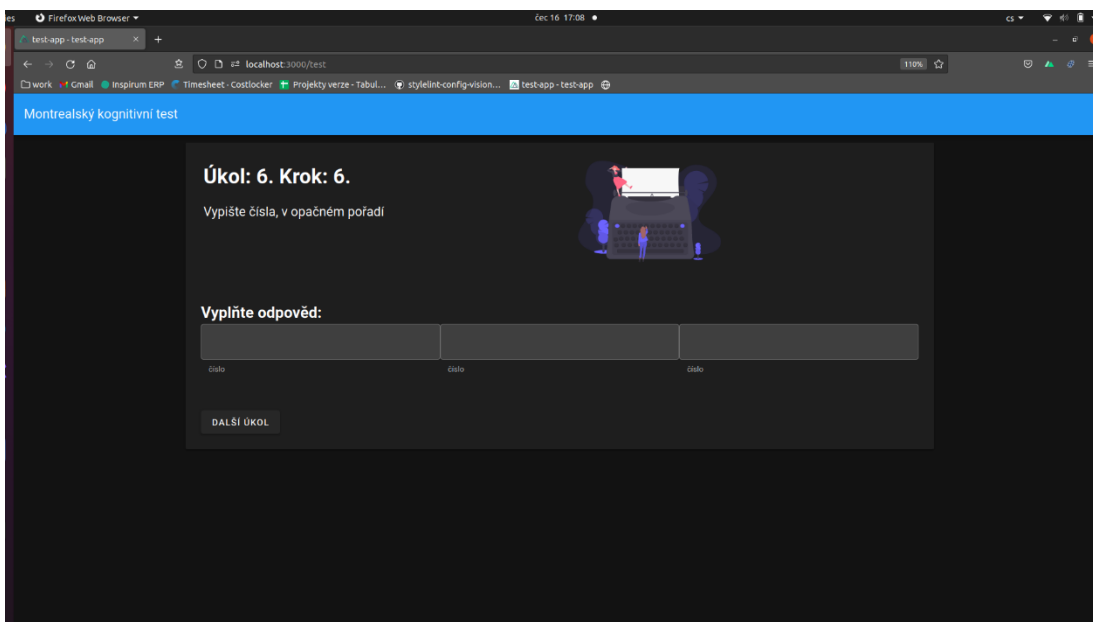 Firefox Web Browser
čec 16 17:08
cs
test-app - test-app
localhost:3000/test
110%
work
Gmail
Inspirum ERP
Timesheet - Costlocker
Projekty verze - Tabul...
stylelint-config-vision...
test-app - test-app
Montrealský kognitivní test
Úkol: 6. Krok: 6.
Vypište čísla, v opačném pořadí
Vyplňte odpověd:
číslo
číslo
číslo
DALŠÍ ÚKOL